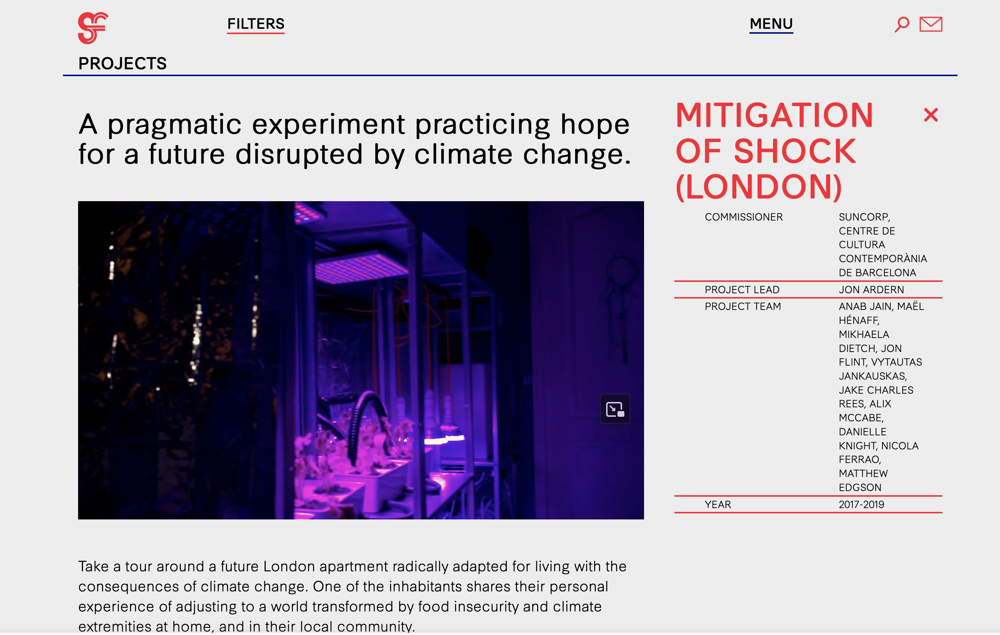 FILTERS
MENU
PROJECTS
A pragmatic experiment practicing hope
for a future disrupted by climate change.
MITIGATION
OF SHOCK
(LONDON)
COMMISSIONER
SUNCORP,
CENTRE DE
CULTURA
CONTEMPORÀNIA
DE BARCELONA
PROJECT LEAD
JON ARDERN
PROJECT TEAM
ANAB JAIN, MAËL
HÉNAFF,
MIKHAELA
DIETCH, JON
FLINT, VYTAUTAS
JANKAUSKAS,
JAKE CHARLES
REES, ALIX
MCCABE,
DANIELLE
KNIGHT, NICOLA
FERRAO,
MATTHEW
EDGSON
YEAR
2017-2019
Take a tour around a future London apartment radically adapted for living with the
consequences of climate change. One of the inhabitants shares their personal
experience of adjusting to a world transformed by food insecurity and climate
extremities at home, and in their local community.